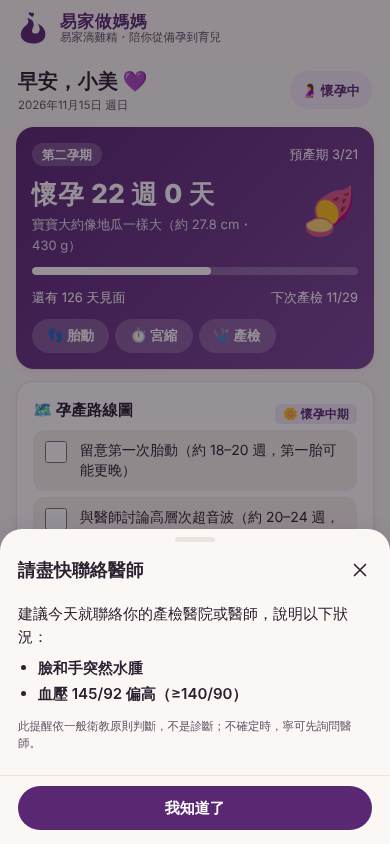 易家做媽媽
易家滴雞精・陪你從備孕到育兒
早安，小美 💜
2026年11月15日 週日
🤰 懷孕中
第二孕期
預產期 3/21
懷孕 22 週 0 天
寶寶大約像地瓜一樣大（約 27.8 cm・
430 g）
還有 126 天見面
下次產檢 11/29
👣 胎動
⏱️ 宮縮
🩺 產檢
🗺️ 孕產路線圖
🌼 懷孕中期
留意第一次胎動（約 18–20 週，第一胎可
能更晚）
與醫師討論高層次超音波（約 20–24 週，
請盡快聯絡醫師
建議今天就聯絡你的產檢醫院或醫師，說明以下狀
況：
• 臉和手突然水腫
• 血壓 145/92 偏高（≥140/90）
此提醒依一般衛教原則判斷，不是診斷；不確定時，寧可先詢問醫
師。
我知道了